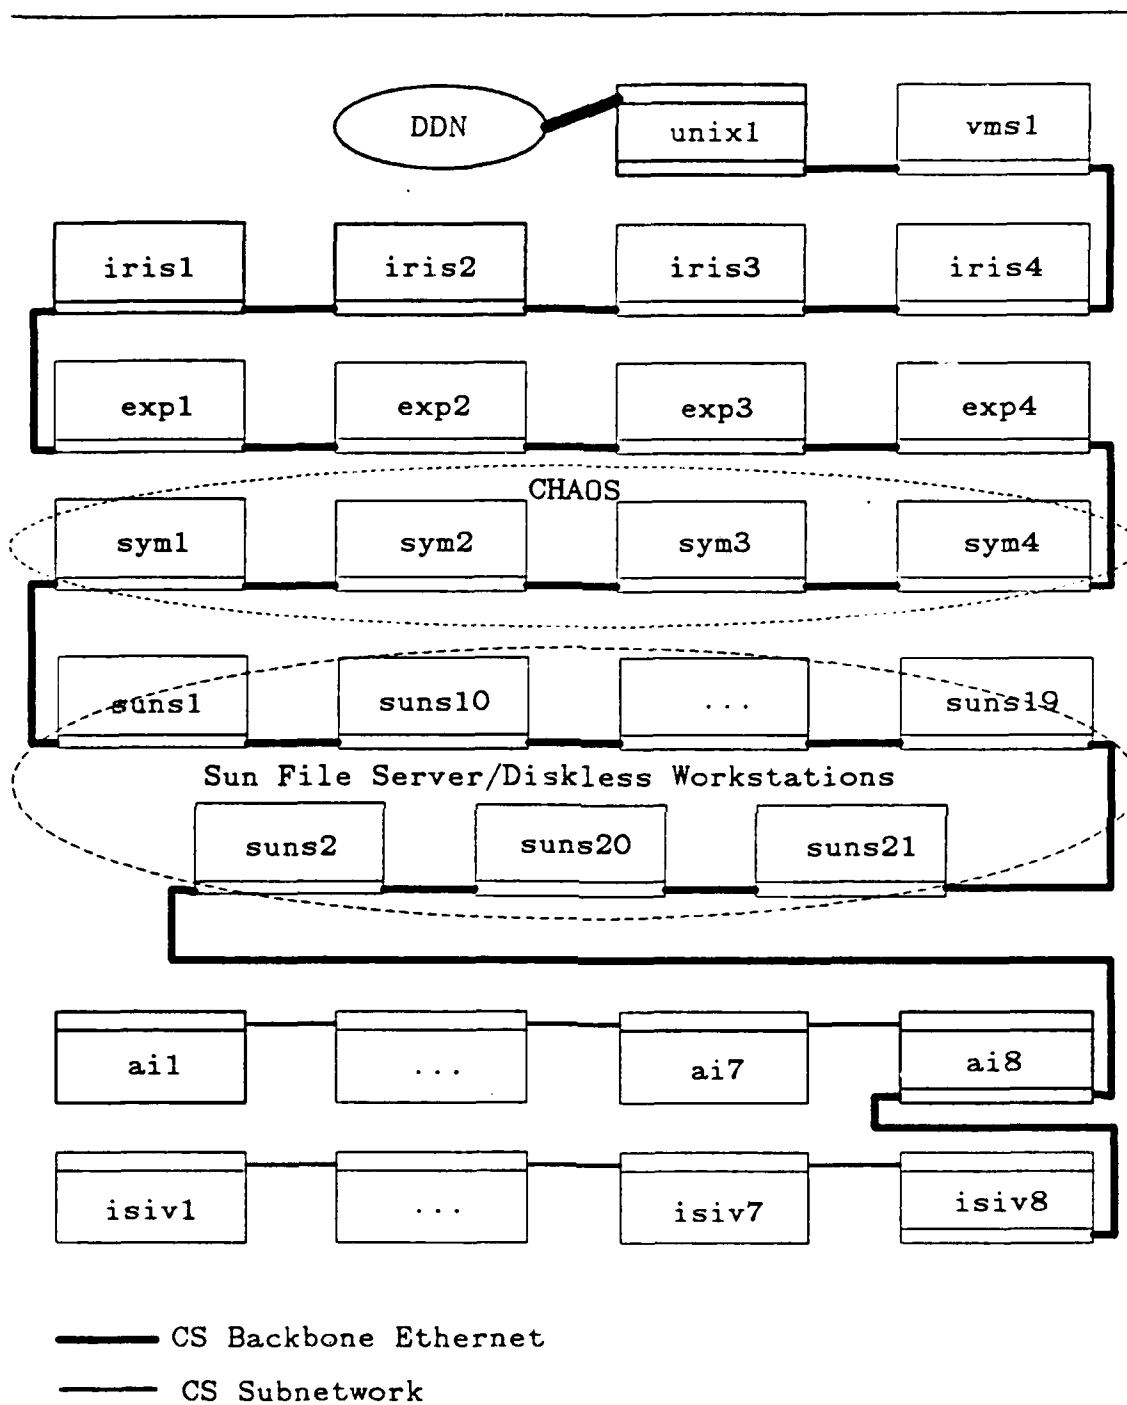 DDN unix1 vms1
iris1 iris2 iris3 iris4
exp1 exp2 exp3 exp4
CHAOS
sym1 sym2 sym3 sym4
suns1 suns10 ... suns19
Sun File Server/Diskless Workstations
suns2 suns20 suns21
ai1 ... ai7 ai8
isiv1 ... isiv7 isiv8
CS Backbone Ethernet
CS Subnetwork